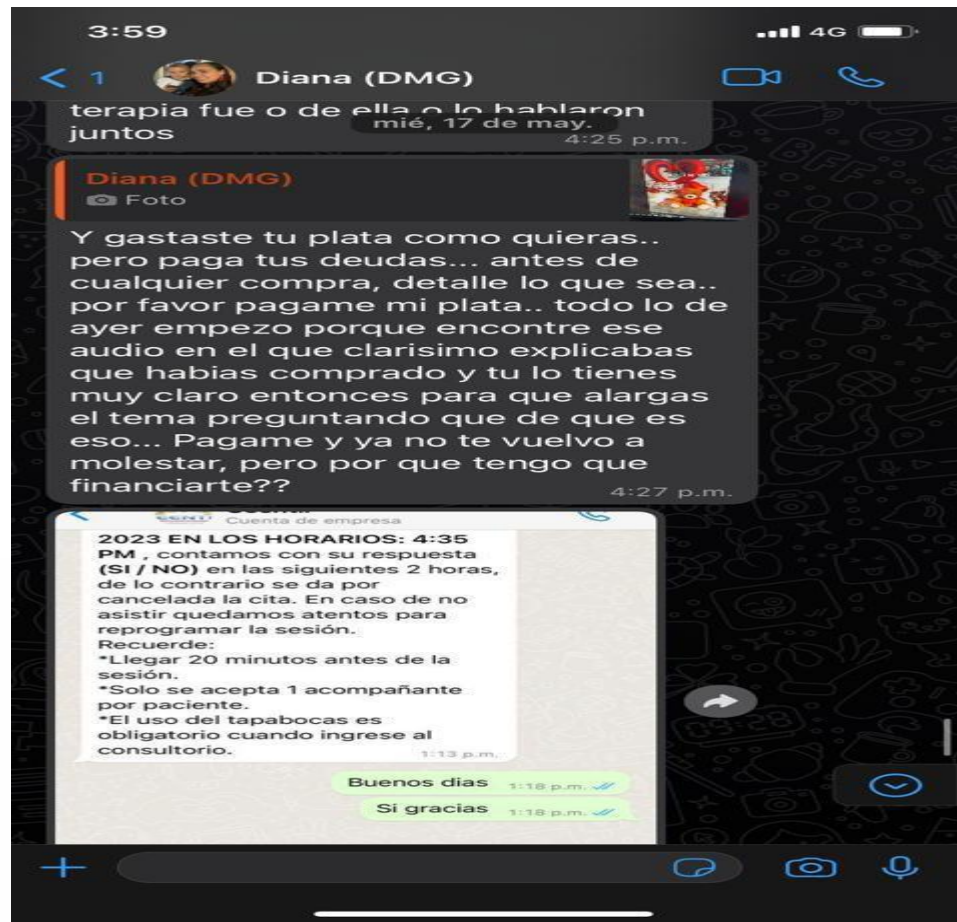 3:59
4G
1 Diana (DMG)
terapia fue o de ella o lo hablaron
mié, 17 de may.
juntos
4:25 p.m.
Diana (DMG)
Foto
Y gastaste tu plata como quieras..
pero paga tus deudas... antes de
cualquier compra, detalle lo que sea..
por favor pagame mi plata.. todo lo de
ayer empezo porque encontre ese
audio en el que clarisimo explicabas
que habias comprado y tu lo tienes
muy claro entonces para que alargas
el tema preguntando que de que es
eso... Pagame y ya no te vuelvo a
molestar, pero por que tengo que
financiarte??
4:27 p.m.
Cuenta de empresa
2023 EN LOS HORARIOS: 4:35
PM , contamos con su respuesta
(SI / NO) en las siguientes 2 horas,
de lo contrario se da por
cancelada la cita. En caso de no
asistir quedamos atentos para
reprogramar la sesión.
Recuerde:
*Llegar 20 minutos antes de la
sesión.
*Solo se acepta 1 acompañante
por paciente.
*El uso del tapabocas es
obligatorio cuando ingrese al
consultorio.
1:13 p.m.
Buenos dias 1:18 p.m.
Si gracias 1:18 p.m.